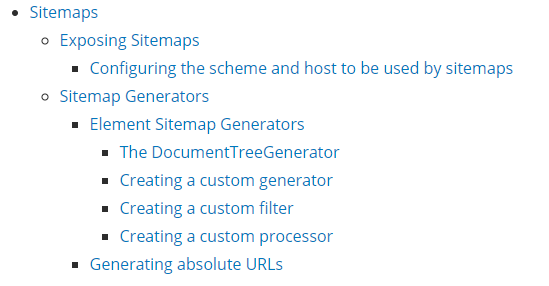 Sitemaps
Exposing Sitemaps
Configuring the scheme and host to be used by sitemaps
Sitemap Generators
Element Sitemap Generators
The DocumentTreeGenerator
Creating a custom generator
Creating a custom filter
Creating a custom processor
Generating absolute URLs